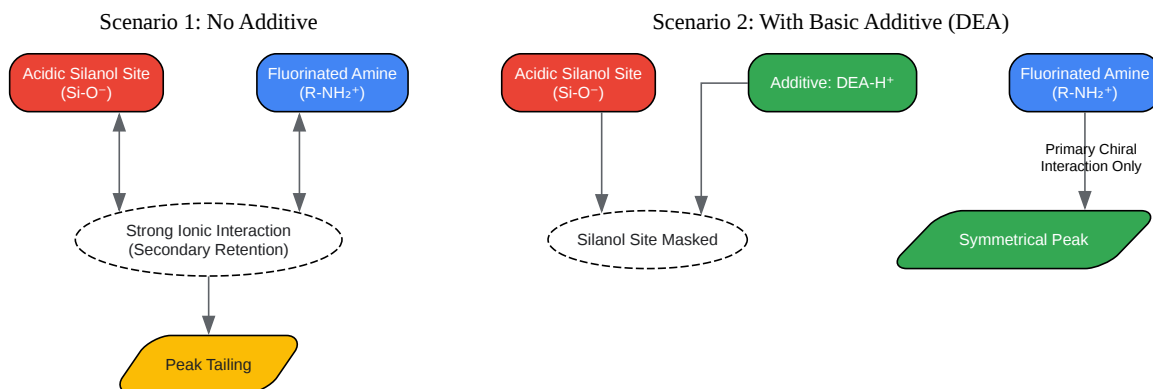 Scenario 1: No Additive
Acidic Silanol Site
(Si-O⁻)
Fluorinated Amine
(R-NH₂⁺)
Strong Ionic Interaction
(Secondary Retention)
Peak Tailing
Scenario 2: With Basic Additive (DEA)
Acidic Silanol Site
(Si-O⁻)
Additive: DEA-H⁺
Fluorinated Amine
(R-NH₂⁺)
Primary Chiral
Interaction Only
Silanol Site Masked
Symmetrical Peak